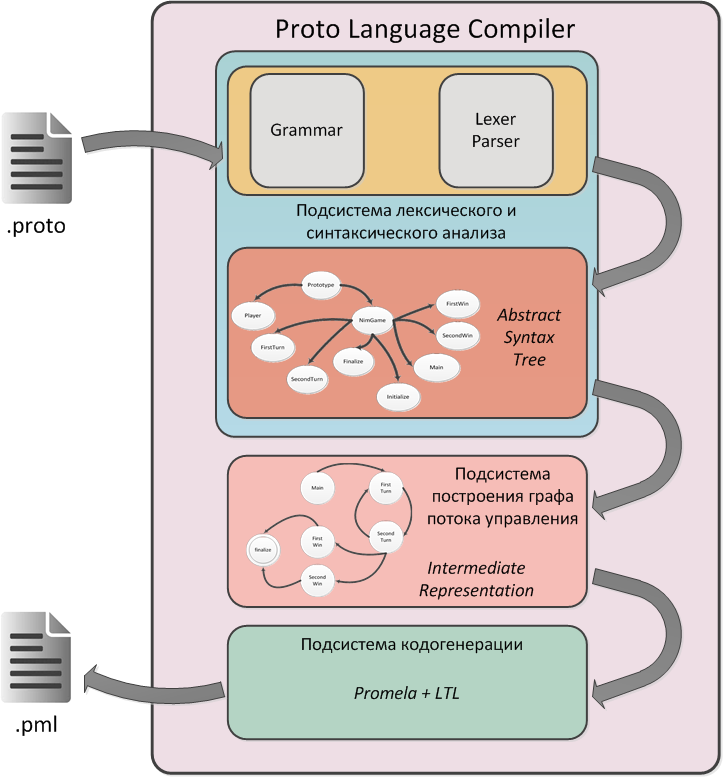 Proto Language Compiler
Grammar
Lexer
Parser
.proto
Подсистема лексического и
синтаксического анализа
Prototype
Player
NimGame
FirstWin
SecondWin
FirstTurn
Finalize
Main
SecondTurn
Initialize
Abstract
Syntax
Tree
Main
First
Turn
Second
Turn
First
Win
finalize
Second
Win
Подсистема
построения графа
потока управления
Intermediate
Representation
Подсистема кодогенерации
Promela + LTL
.pml